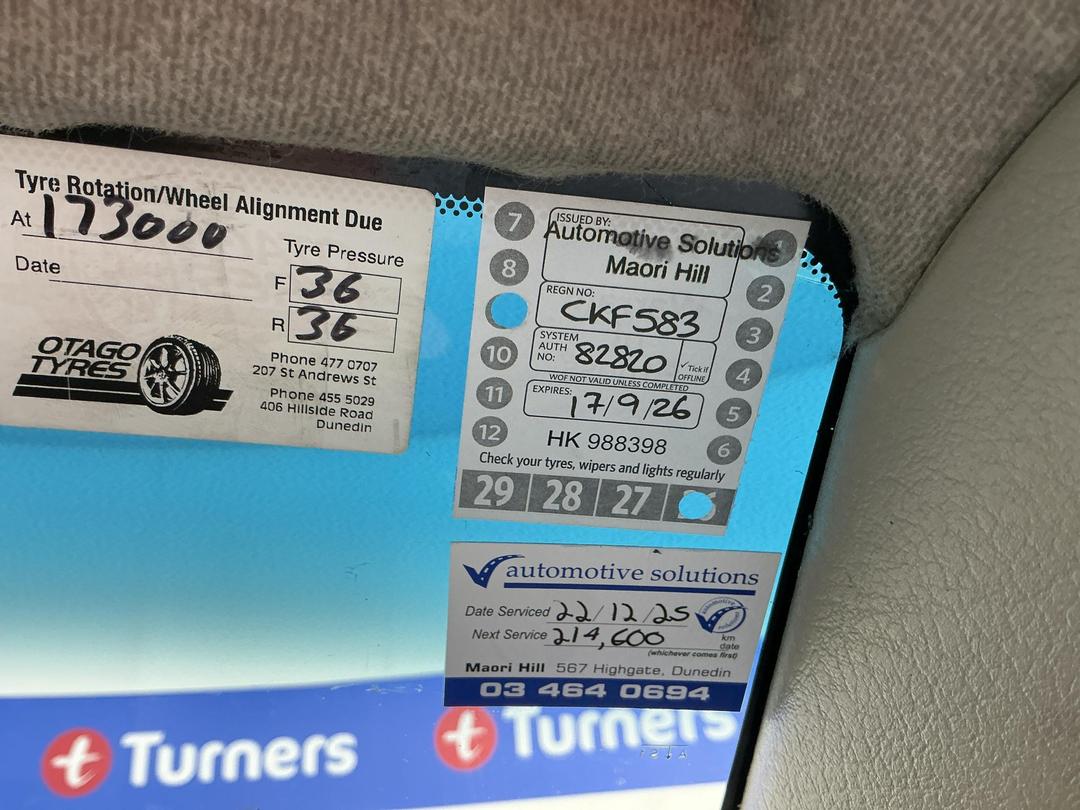 Tyre Rotation/Wheel Alignment Due
At 173000
Date
Tyre Pressure
F 36
R 36
OTAGO
TYRES
Phone 477 0707
207 St Andrews St
Phone 455 5029
406 Hillside Road
Dunedin
7
8
10
11
12
ISSUED BY:
Automotive Solutions
Maori Hill
REGN NO:
CKF583
SYSTEM
AUTH
NO: 82820
✓Tick if
OFFLINE
WOF NOT VALID UNLESS COMPLETED
EXPIRES:
17/9/26
HK 988398
Check your tyres, wipers and lights regularly
1
2
3
4
5
6
29 28 27
automotive solutions
Date Serviced 22/12/25
Next Service 214,600 km
date
(whichever comes first)
Maori Hill 567 Highgate, Dunedin
03 464 0694
t Turners
t Turners